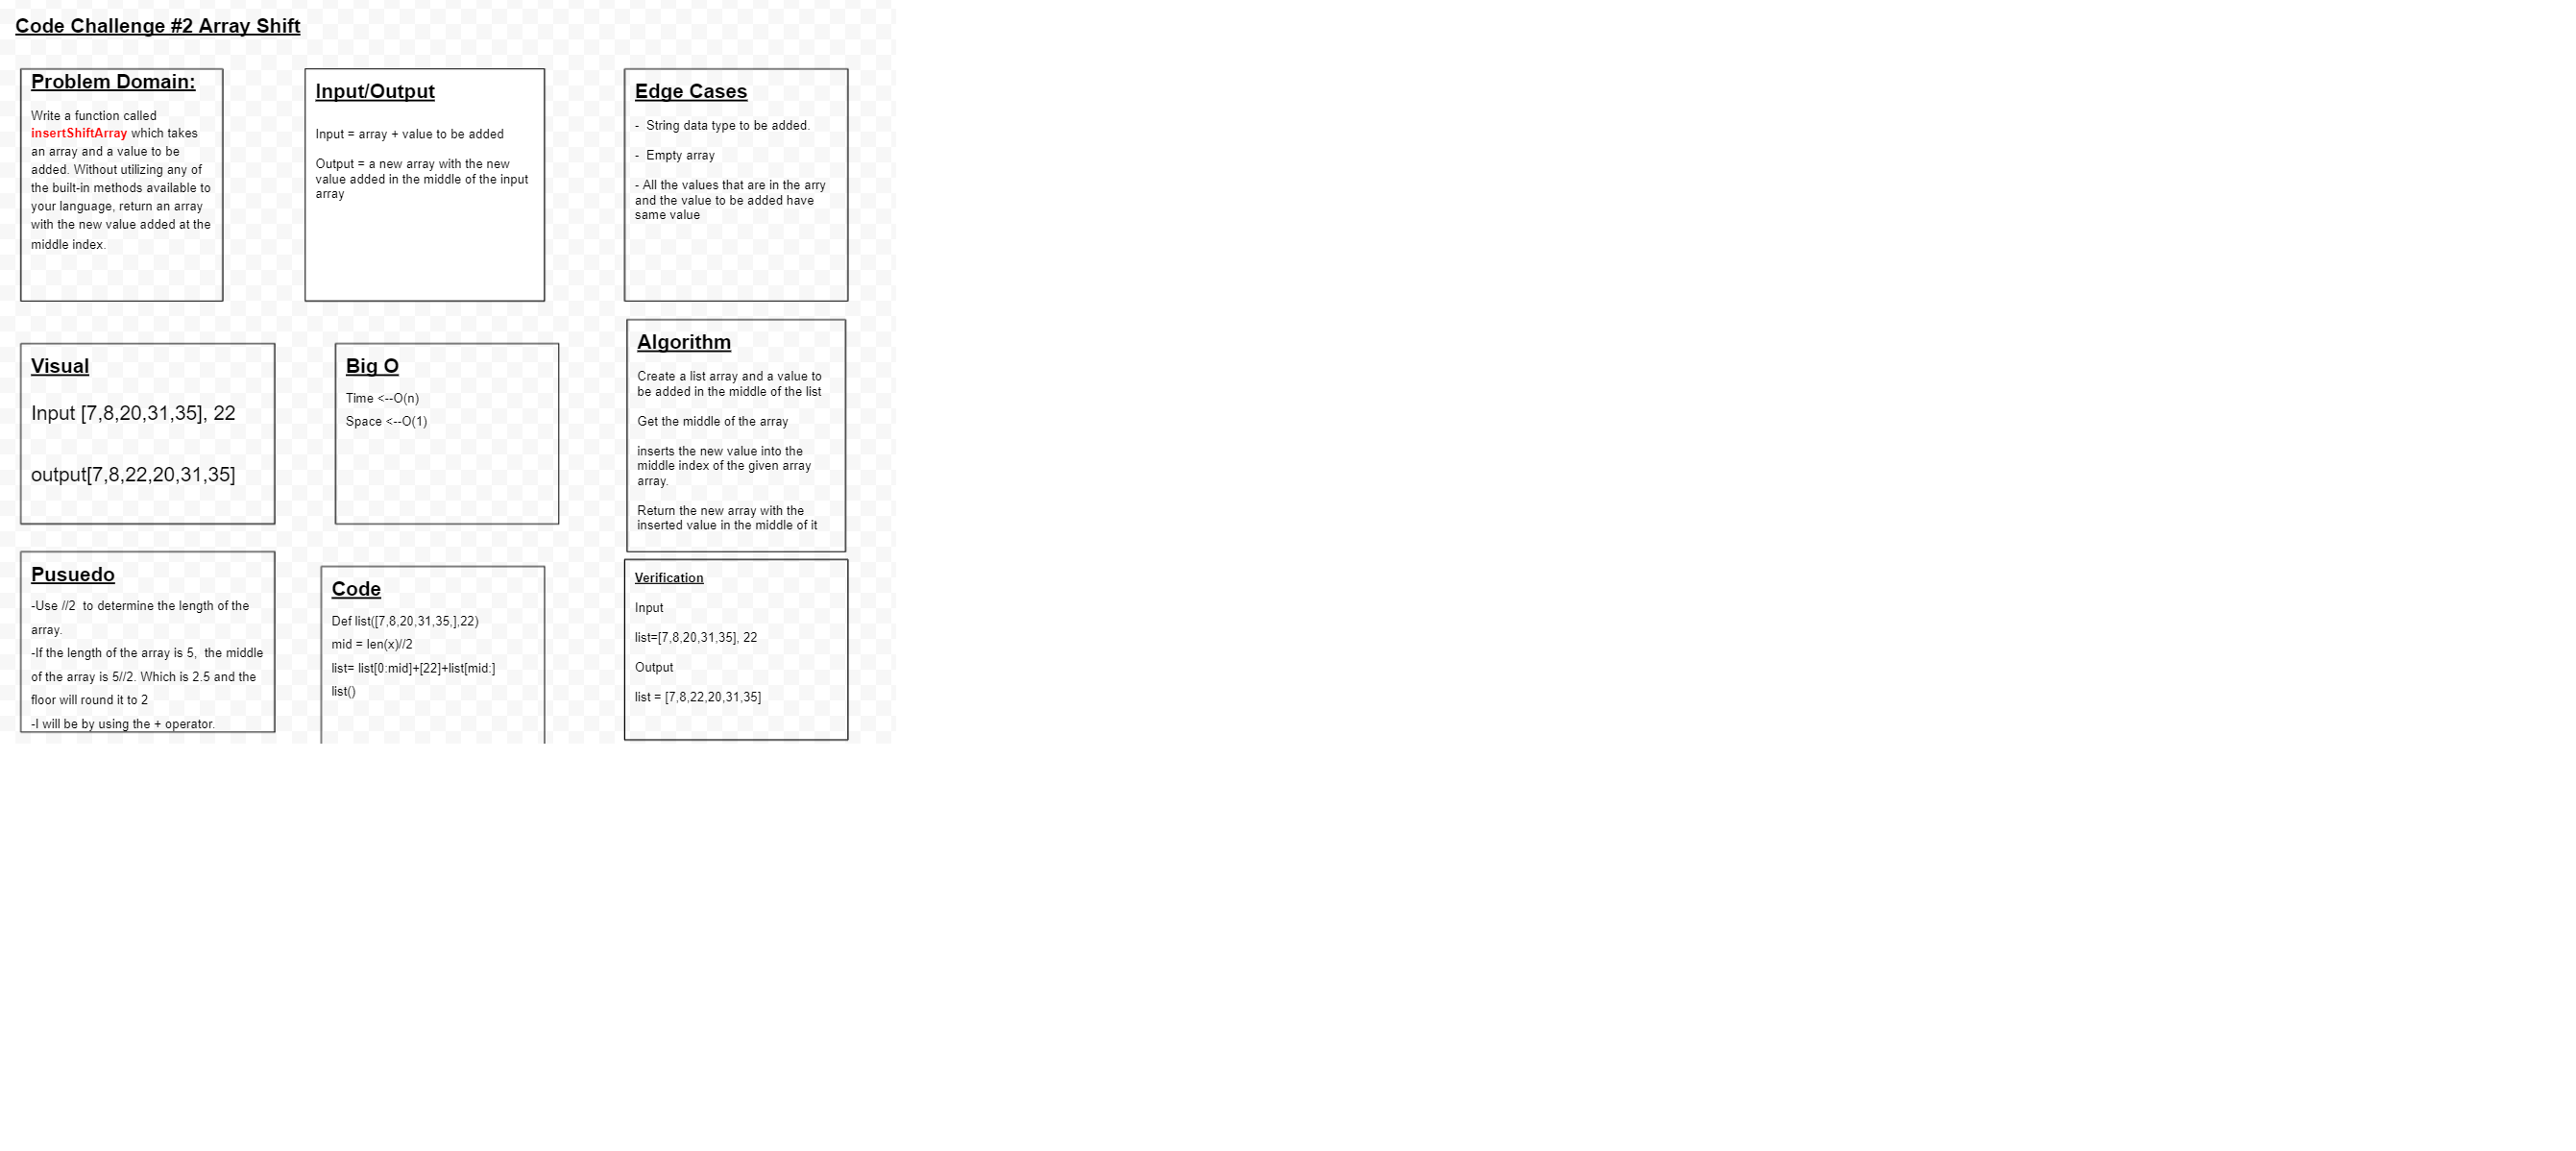 Code Challenge #2 Array Shift
Problem Domain:
Write a function called
insertShiftArray which takes
an array and a value to be
added. Without utilizing any of
the built-in methods available to
your language, return an array
with the new value added at the
middle index.
Input/Output
Input = array + value to be added
Output = a new array with the new
value added in the middle of the input
array
Edge Cases
- String data type to be added.
- Empty array
- All the values that are in the arry
and the value to be added have
same value
Visual
Input [7,8,20,31,35], 22
output[7,8,22,20,31,35]
Big O
Time <--O(n)
Space <--O(1)
Algorithm
Create a list array and a value to
be added in the middle of the list
Get the middle of the array
inserts the new value into the
middle index of the given array
array.
Return the new array with the
inserted value in the middle of it
Pusuedo
-Use //2 to determine the length of the
array.
-If the length of the array is 5, the middle
of the array is 5//2. Which is 2.5 and the
floor will round it to 2
-I will be by using the + operator.
Code
Def list([7,8,20,31,35,],22)
mid = len(x)//2
list= list[0:mid]+[22]+list[mid:]
list()
Verification
Input
list=[7,8,20,31,35], 22
Output
list = [7,8,22,20,31,35]